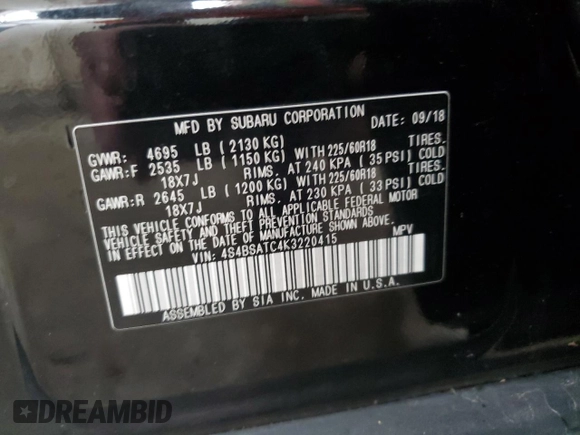 MFD BY SUBARU CORPORATION DATE: 09/18
GVWR: 4695 LB ( 2130 KG)
GAWR:F 2535 LB ( 1150 KG) WITH 225/60R18 TIRES.
18X7J RIMS. AT 240 KPA ( 35 PSI) COLD
GAWR:R 2645 LB ( 1200 KG) WITH 225/60R18 TIRES.
18X7J RIMS. AT 230 KPA ( 33 PSI) COLD
THIS VEHICLE CONFORMS TO ALL APPLICABLE FEDERAL MOTOR
VEHICLE SAFETY AND THEFT PREVENTION STANDARDS
IN EFFECT ON THE DATE OF MANUFACTURE SHOWN ABOVE.
VIN: 4S4BSATC4K3220415 MPV
ASSEMBLED BY SIA INC. MADE IN U.S.A.
DREAMBID